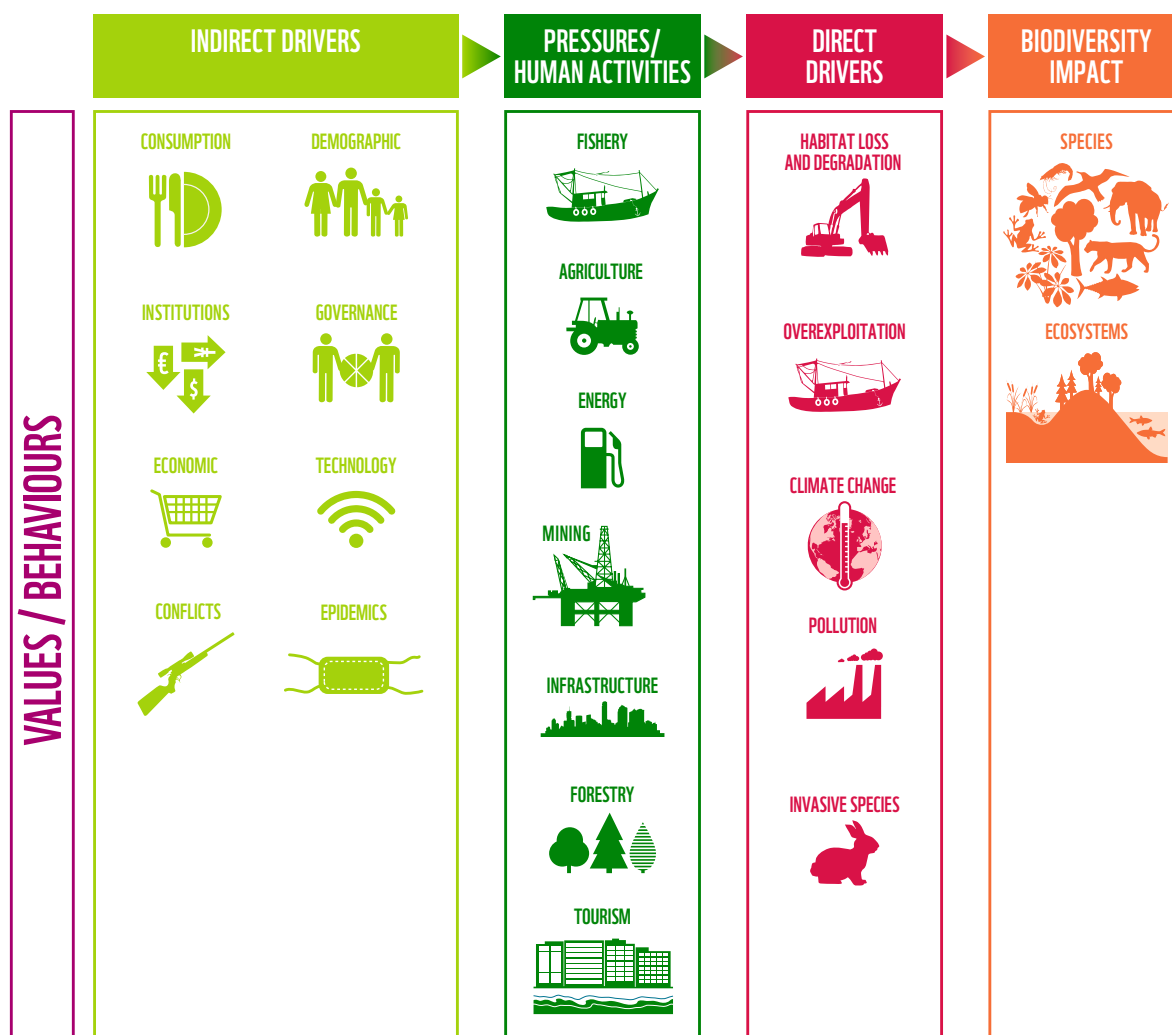 INDIRECT DRIVERS
PRESSURES/
HUMAN ACTIVITIES
DIRECT
DRIVERS
BIODIVERSITY
IMPACT
VALUES / BEHAVIOURS
CONSUMPTION
DEMOGRAPHIC
INSTITUTIONS
GOVERNANCE
€
¥
$
ECONOMIC
TECHNOLOGY
CONFLICTS
EPIDEMICS
FISHERY
AGRICULTURE
ENERGY
MINING
INFRASTRUCTURE
FORESTRY
TOURISM
HABITAT LOSS
AND DEGRADATION
OVEREXPLOITATION
CLIMATE CHANGE
POLLUTION
INVASIVE SPECIES
SPECIES
ECOSYSTEMS